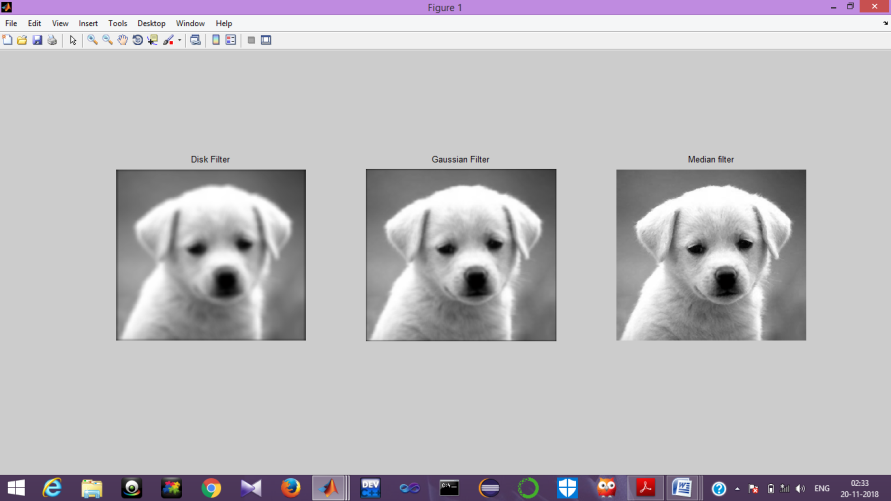 Figure 1
File Edit View Insert Tools Desktop Window Help
Disk Filter Gaussian Filter Median filter
DEV
C:\.
W
ENG
02:33
20-11-2018